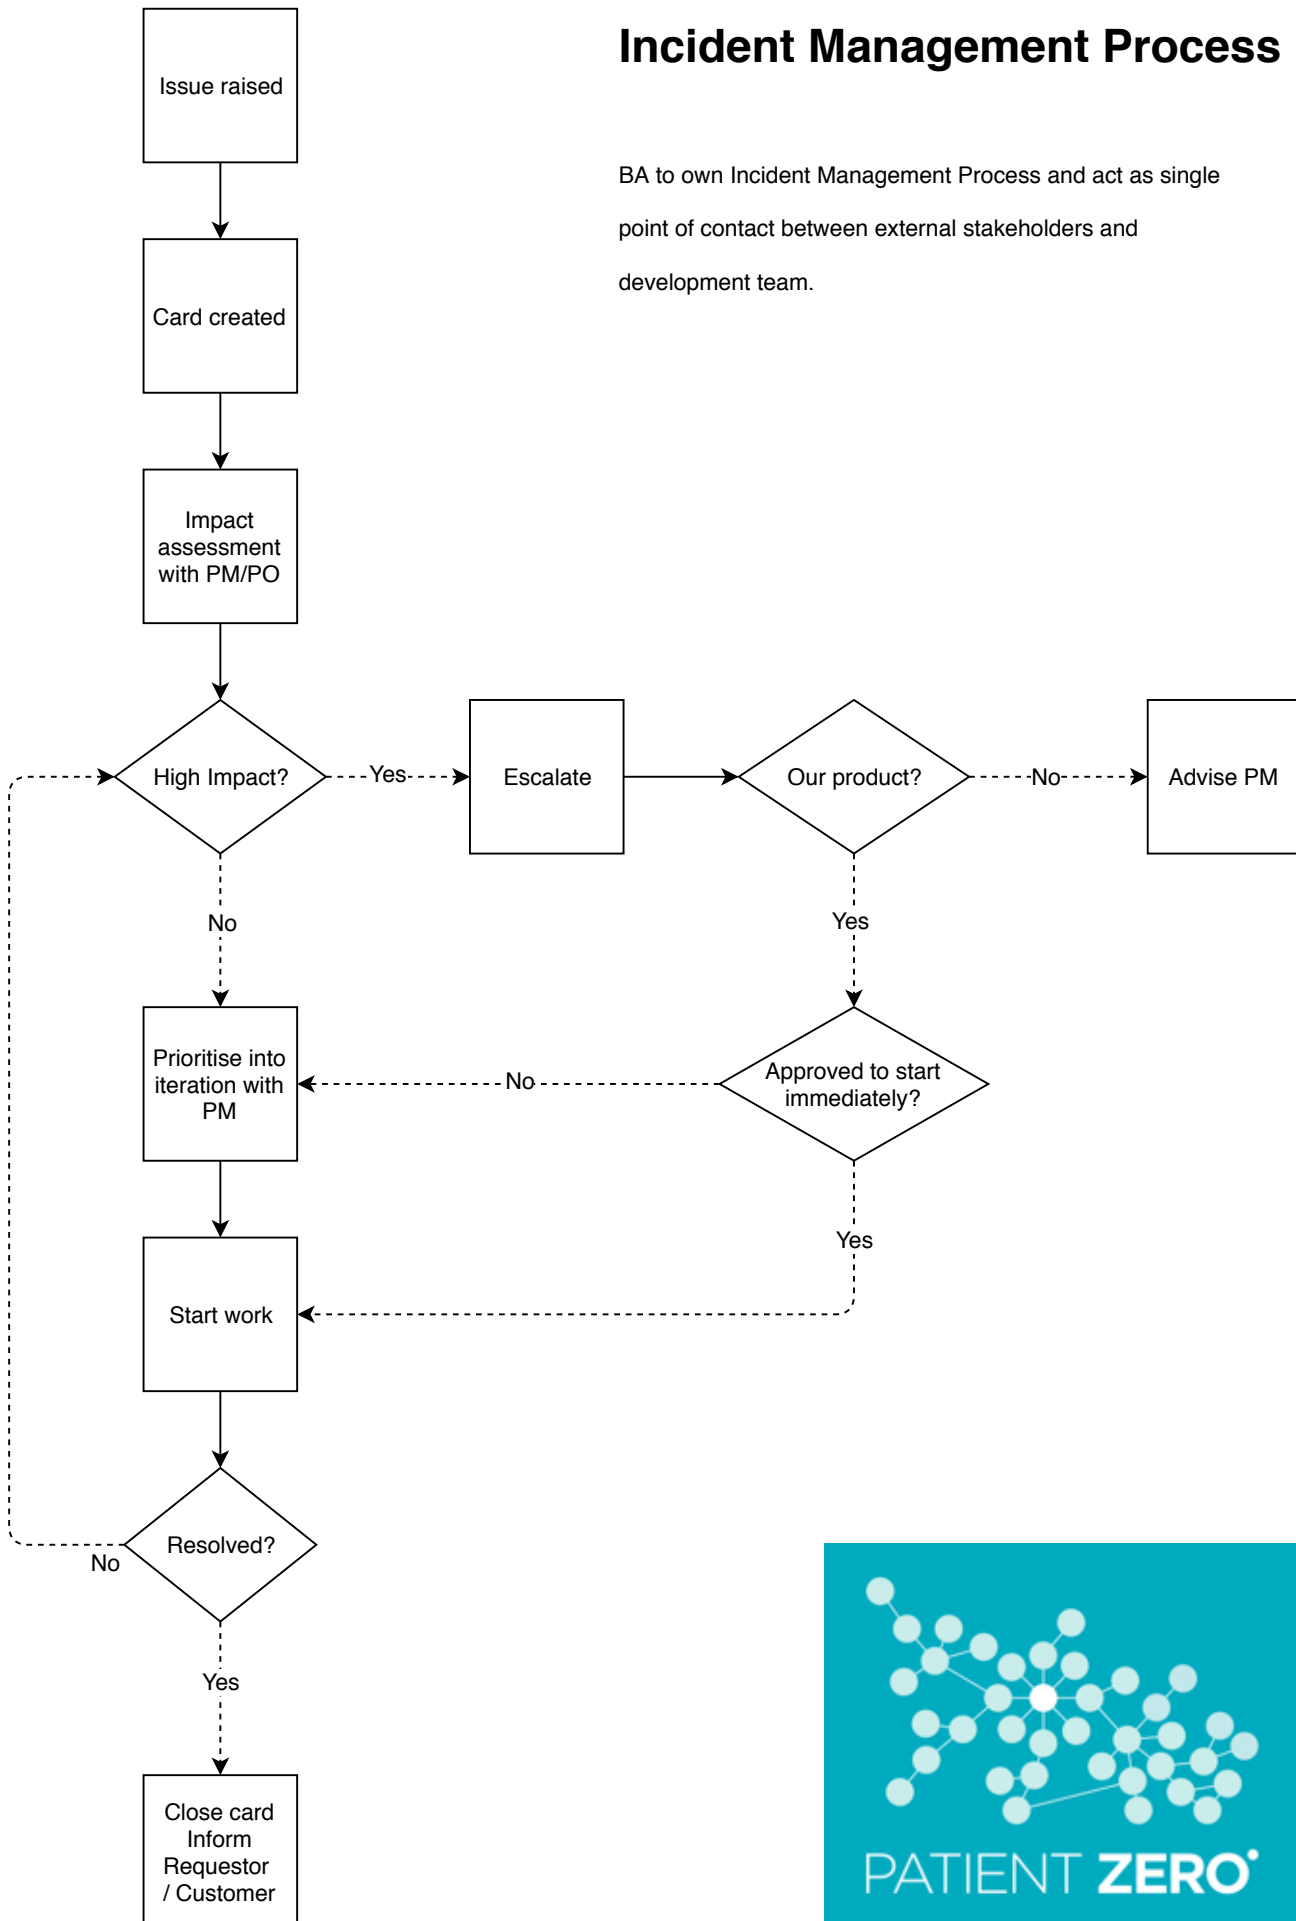 Incident Management Process
Issue raised
BA to own Incident Management Process and act as single
point of contact between external stakeholders and
development team.
Card created
Impact
assessment
with PM/PO
High Impact?
Yes
Escalate
Our product?
No
Advise PM
No
Yes
Prioritise into
iteration with
PM
No
Approved to start
immediately?
Yes
Start work
Resolved?
No
Yes
Close card
Inform
Requestor
/ Customer
PATIENT ZERO